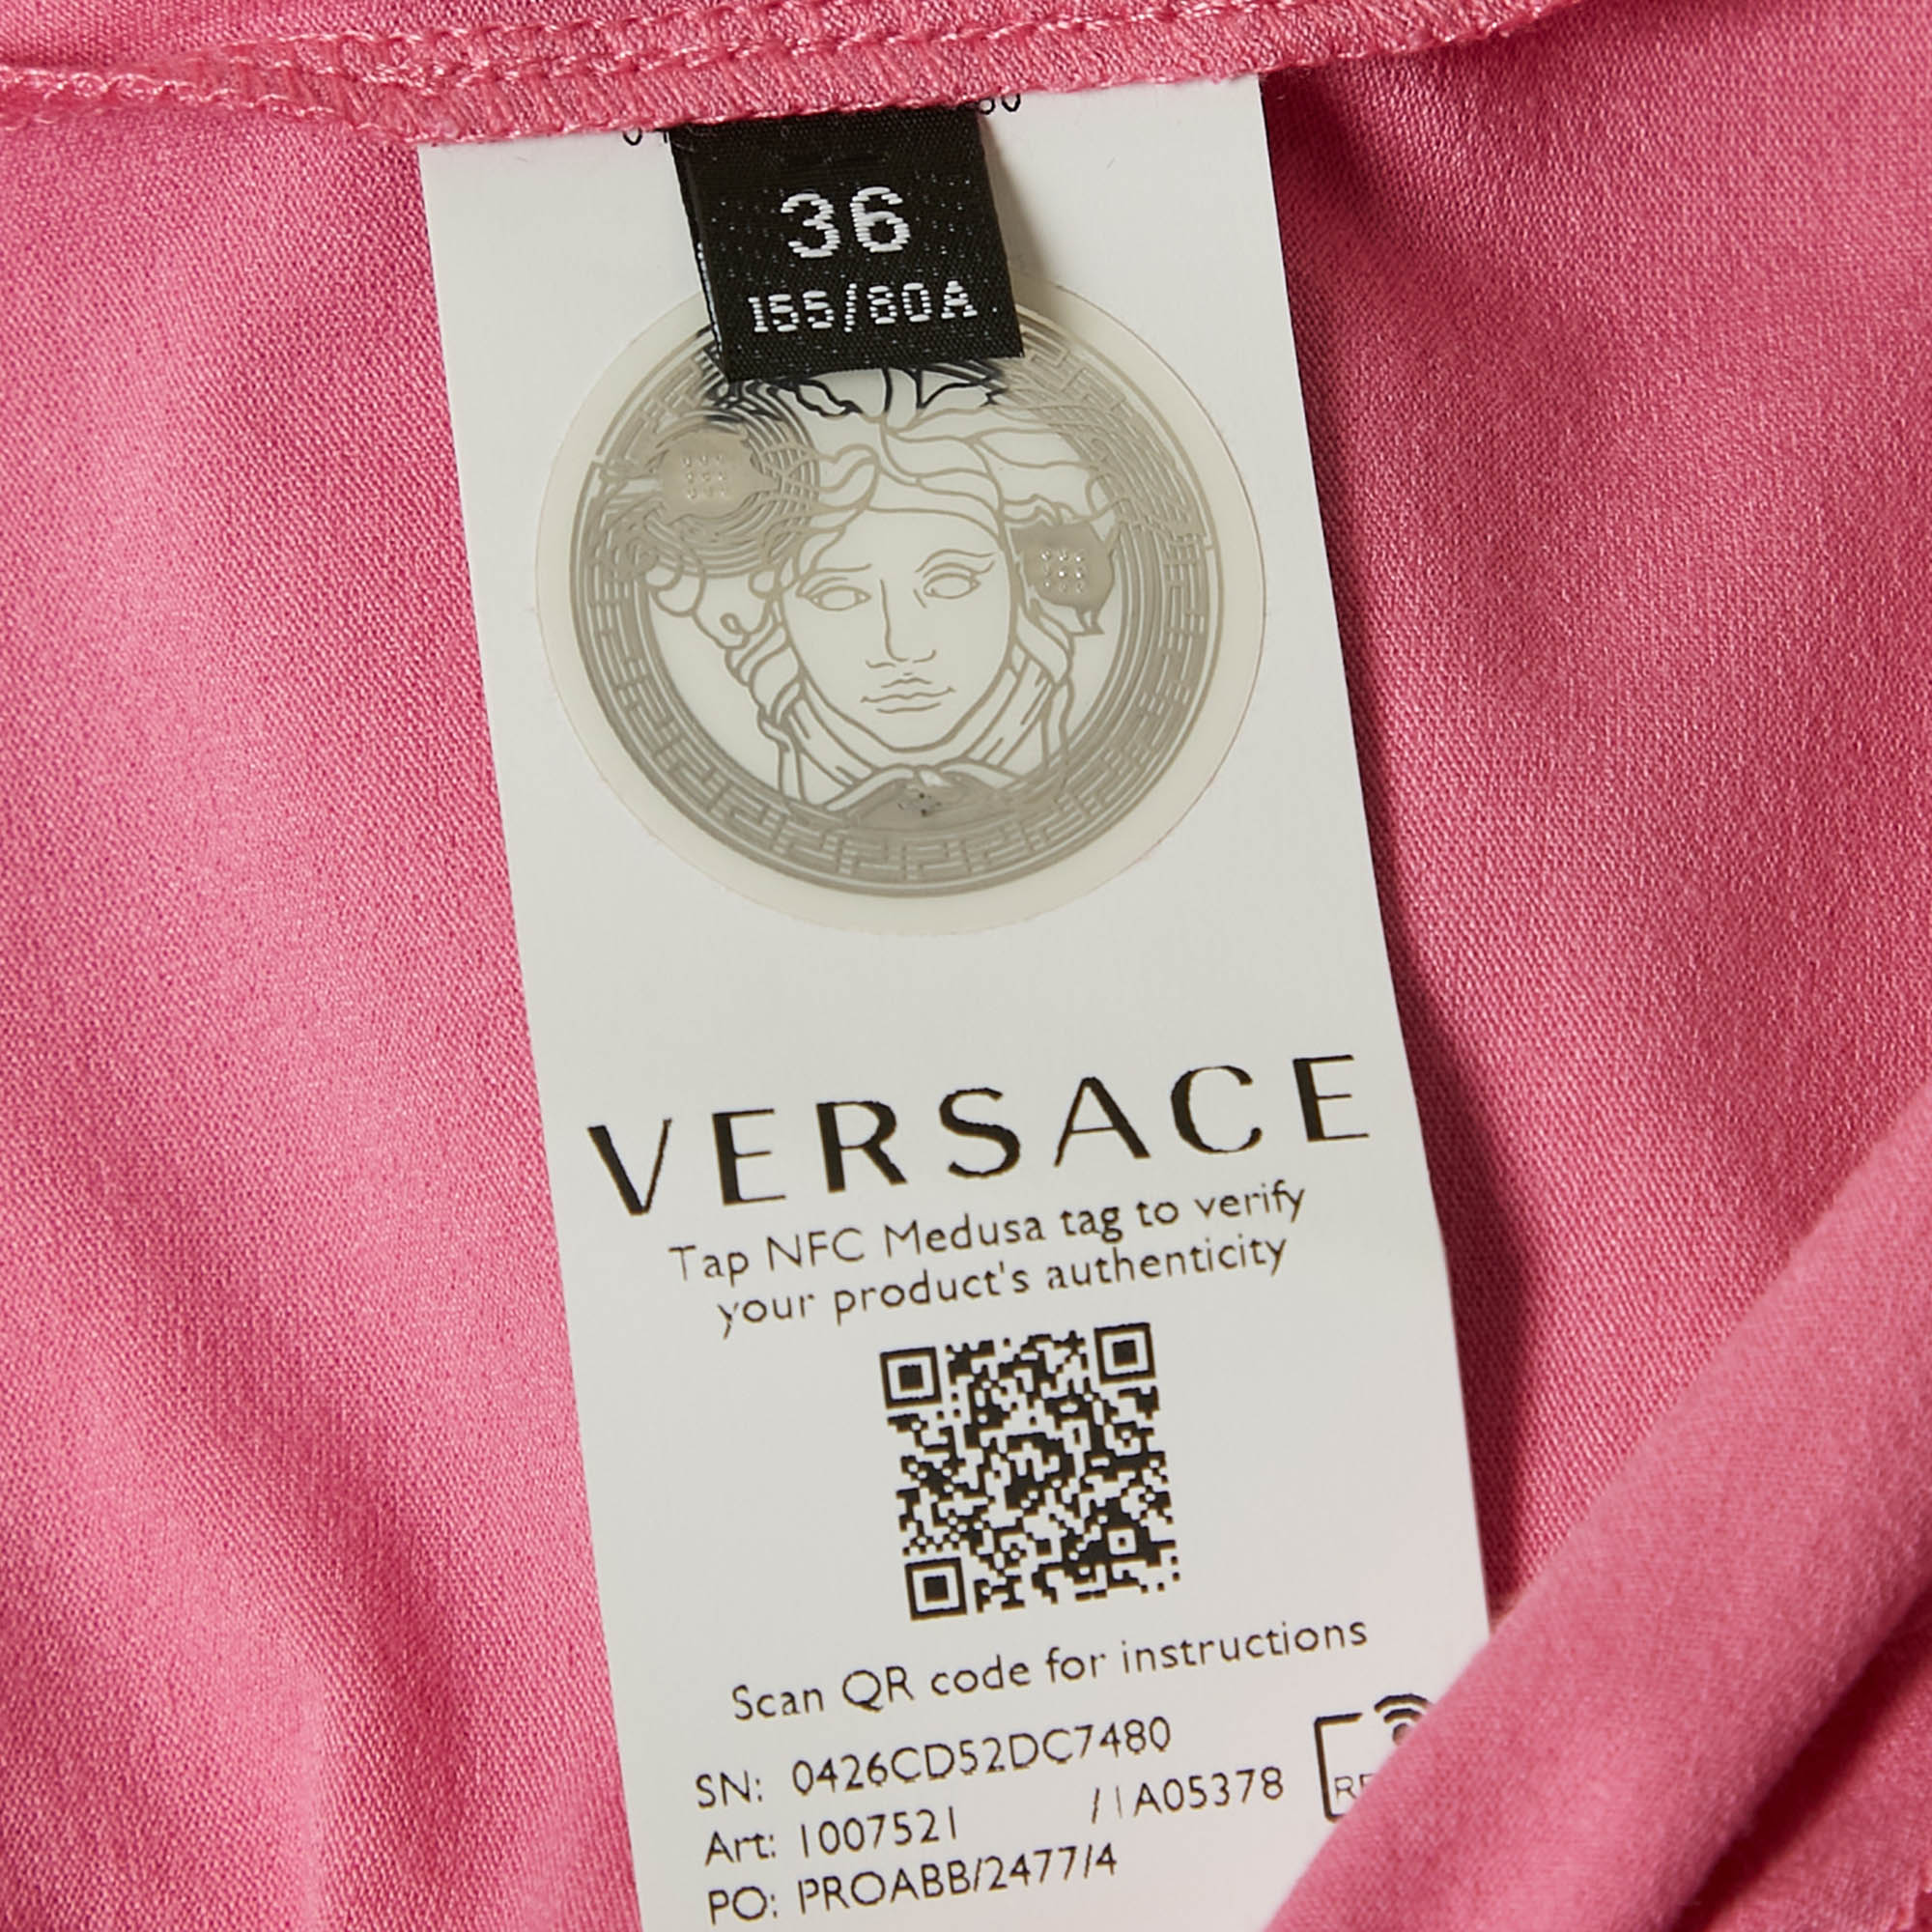 36
155/80A
VERSACE
Tap NFC Medusa tag to verify
your product's authenticity
Scan QR code for instructions
SN: 0426CD52DC7480
Art: 1007521 /1A05378
PO: PROABB/2477/4